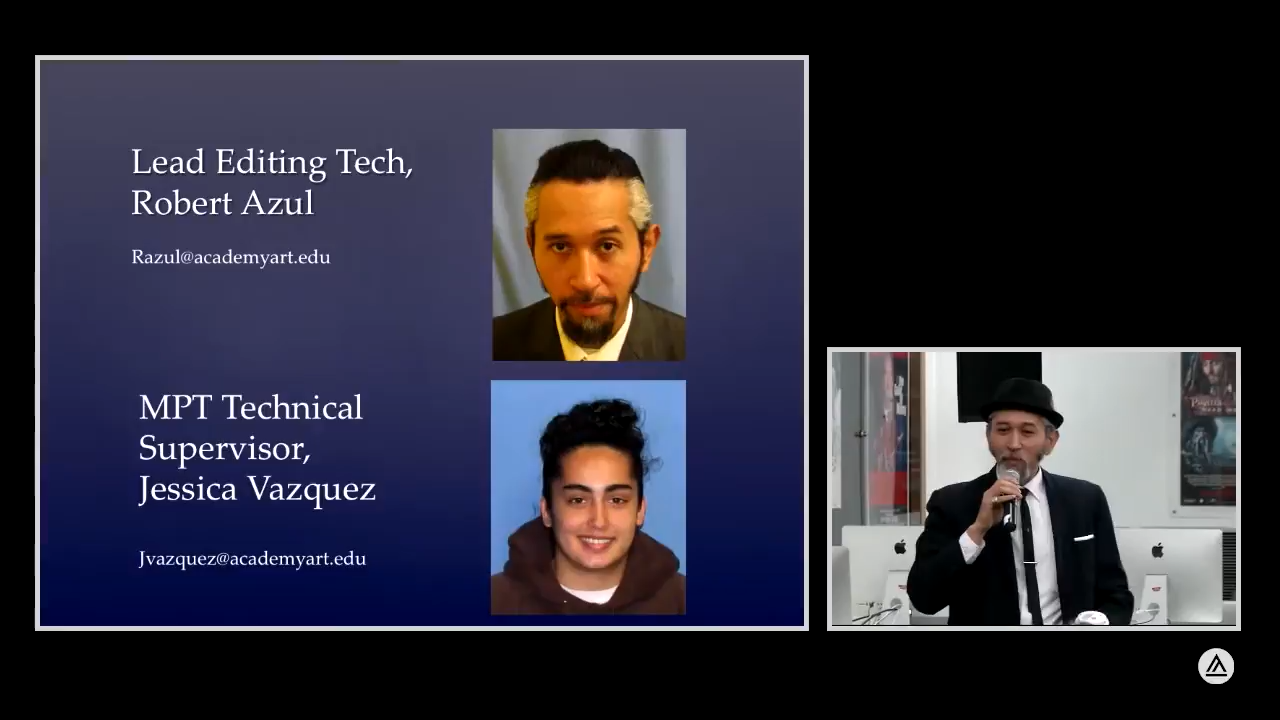 Lead Editing Tech,
Robert Azul
Razul@academyart.edu
MPT Technical
Supervisor,
Jessica Vazquez
Jvazquez@academyart.edu